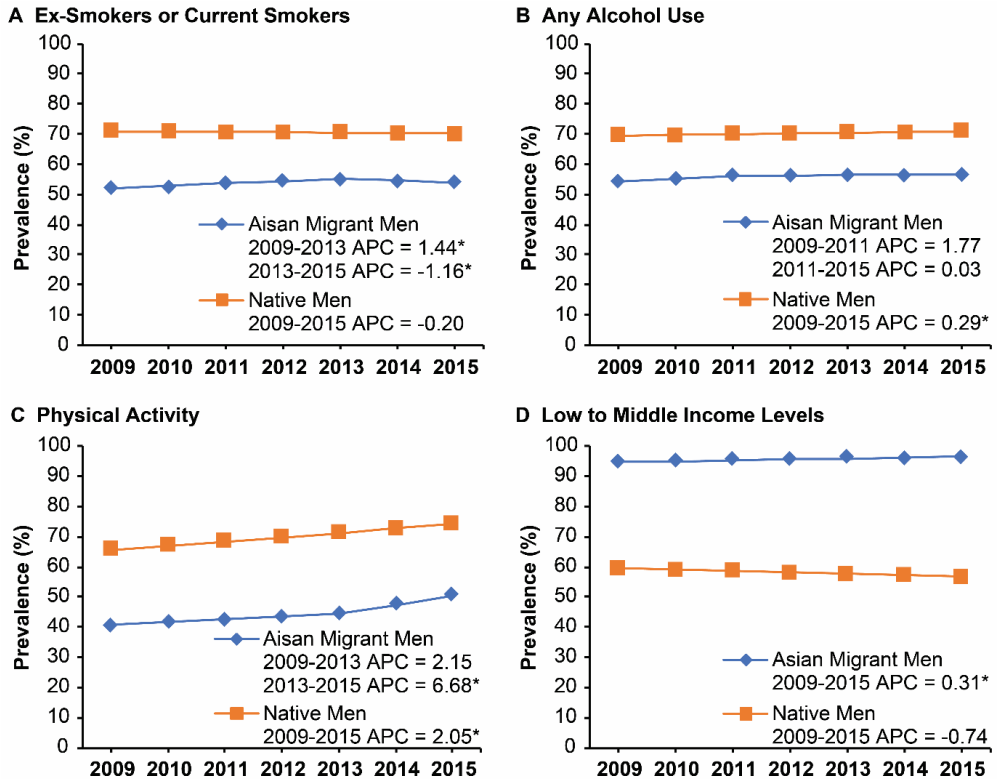 A Ex-Smokers or Current Smokers
Prevalence (%)
100
90
80
70
60
50
40
30
20
10
0
Aisan Migrant Men
2009-2013 APC = 1.44*
2013-2015 APC = -1.16*
Native Men
2009-2015 APC = -0.20
2009 2010 2011 2012 2013 2014 2015
B Any Alcohol Use
Prevalence (%)
100
90
80
70
60
50
40
30
20
10
0
Aisan Migrant Men
2009-2011 APC = 1.77
2011-2015 APC = 0.03
Native Men
2009-2015 APC = 0.29*
2009 2010 2011 2012 2013 2014 2015
C Physical Activity
Prevalence (%)
100
90
80
70
60
50
40
30
20
10
0
Aisan Migrant Men
2009-2013 APC = 2.15
2013-2015 APC = 6.68*
Native Men
2009-2015 APC = 2.05*
2009 2010 2011 2012 2013 2014 2015
D Low to Middle Income Levels
Prevalence (%)
100
90
80
70
60
50
40
30
20
10
0
Asian Migrant Men
2009-2015 APC = 0.31*
Native Men
2009-2015 APC = -0.74
2009 2010 2011 2012 2013 2014 2015